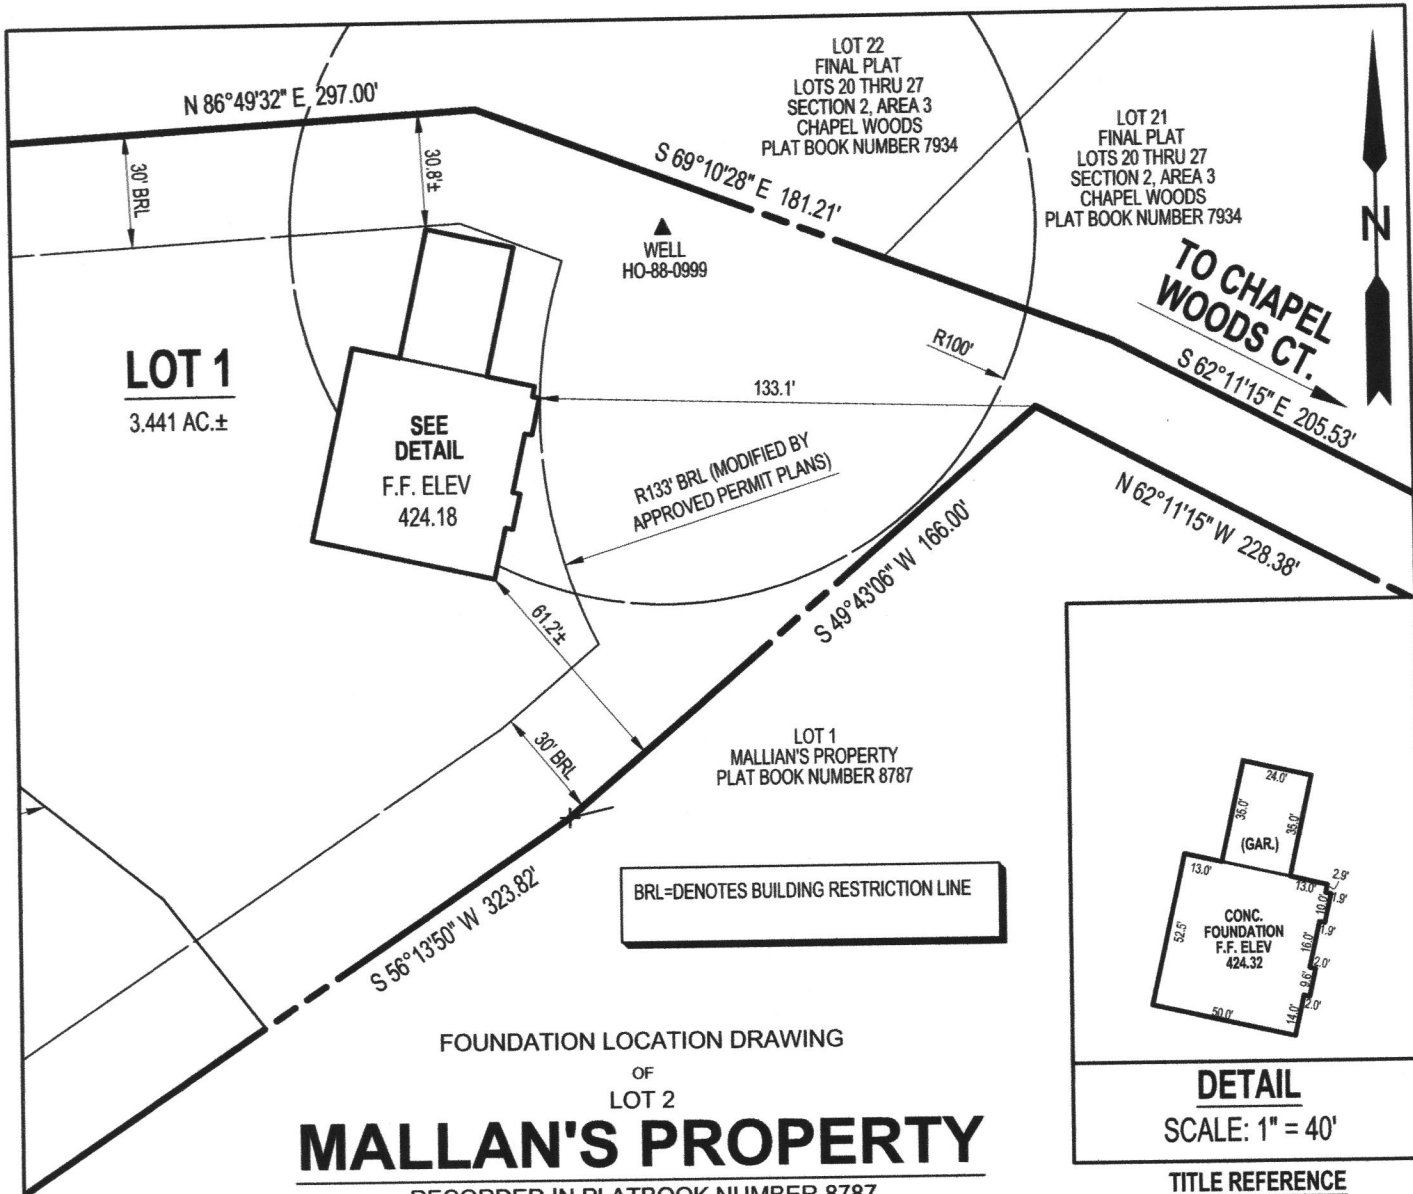 N 86°49'32" E 297.00'
30' BRL
30.8'±
S 69°10'28" E 181.21'
LOT 22
FINAL PLAT
LOTS 20 THRU 27
SECTION 2, AREA 3
CHAPEL WOODS
PLAT BOOK NUMBER 7934
LOT 21
FINAL PLAT
LOTS 20 THRU 27
SECTION 2, AREA 3
CHAPEL WOODS
PLAT BOOK NUMBER 7934
N
WELL
HO-88-0999
TO CHAPEL
WOODS CT.
S 62°11'15" E 205.53'
R100'
LOT 1
3.441 AC.±
133.1'
SEE
DETAIL
F.F. ELEV
424.18
R133' BRL (MODIFIED BY
APPROVED PERMIT PLANS)
N 62°11'15" W 228.38'
S 49°43'06" W 166.00'
61.2'±
30' BRL
LOT 1
MALLIAN'S PROPERTY
PLAT BOOK NUMBER 8787
S 56°13'50" W 323.82'
BRL=DENOTES BUILDING RESTRICTION LINE
24.0'
35.0'
35.0'
(GAR.)
13.0'
13.0'
2.9'
1.9'
10.0'
1.9'
52.5'
CONC.
FOUNDATION
F.F. ELEV
424.32
16.0'
2.0'
9.6'
2.0'
14.0'
50.0'
DETAIL
SCALE: 1" = 40'
TITLE REFERENCE
FOUNDATION LOCATION DRAWING
OF
LOT 2
MALLAN'S PROPERTY
RECORDED IN PLATBOOK NUMBER 8787